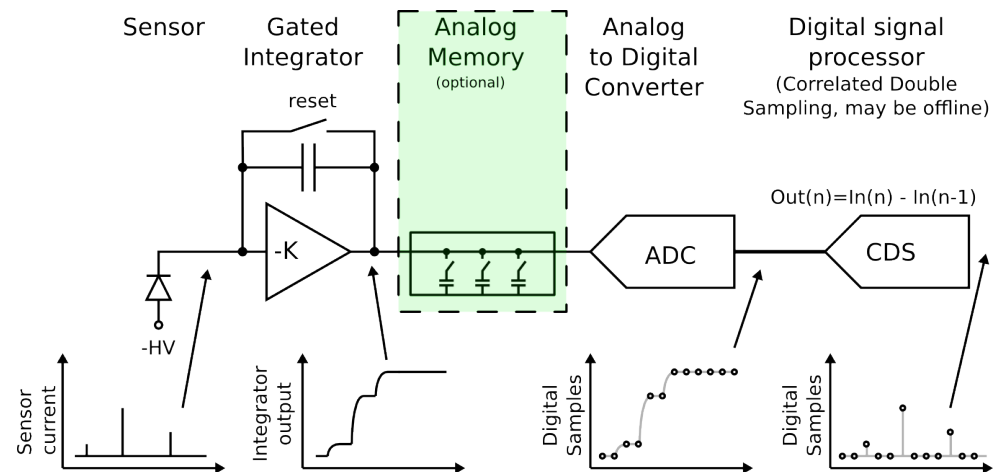 Sensor
Gated
Integrator
Analog
Memory
(optional)
Analog
to Digital
Converter
Digital signal
processor
(Correlated Double
Sampling, may be offline)
reset
Out(n)=In(n) - In(n-1)
-K
ADC
CDS
-HV
Sensor
current
Integrator
output
Digital
Samples
Digital
Samples